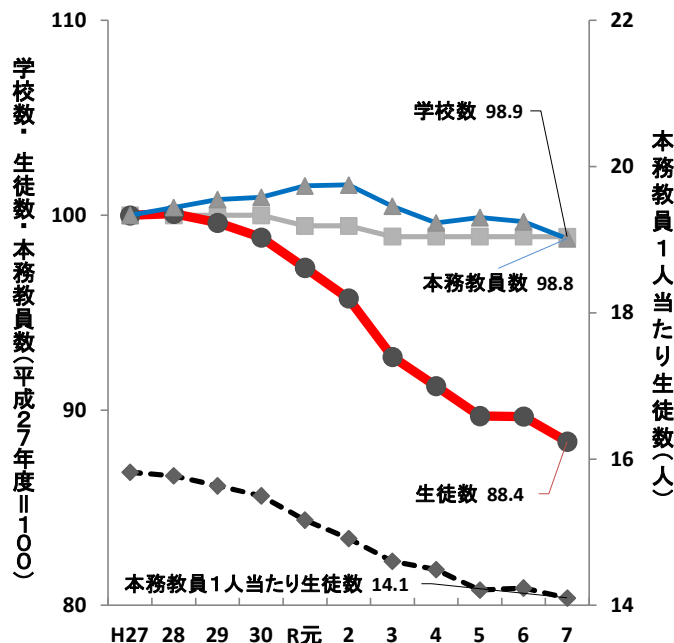 学校数・生徒数・本務教員数(平成27年度＝100)
110
100
90
80
22
20
18
16
14
本務教員1人当たり生徒数(人)
学校数 98.9
本務教員数 98.8
生徒数 88.4
本務教員1人当たり生徒数 14.1
H27 28 29 30 R元 2 3 4 5 6 7